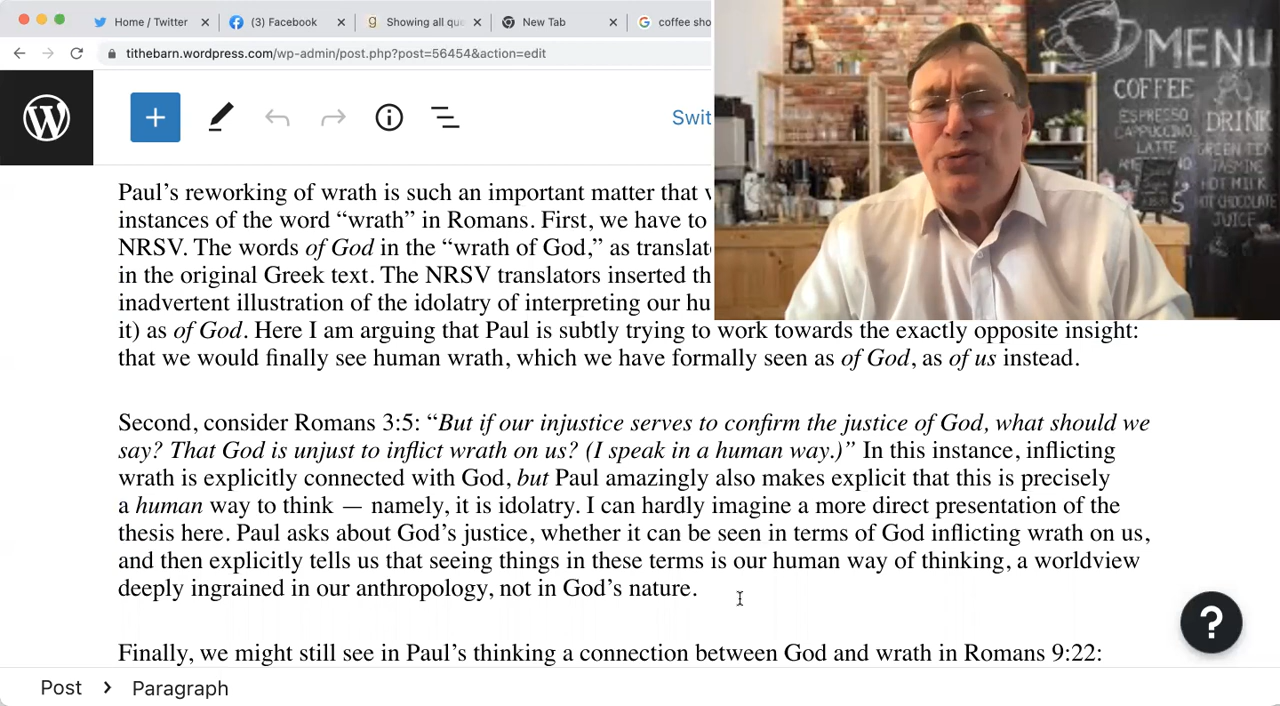 Home / Twitter
(3) Facebook
Showing all que
New Tab
coffee sho
tithebarn.wordpress.com/wp-admin/post.php?post=56454&action=edit
Swit
MENU
COFFEE
ESPRESSO
CAPPUCCINO
LATTE
DRINK
GREEN TEA
JASMINE
HOT MILK
HOT CHOCOLATE
JUICE
5
Paul’s reworking of wrath is such an important matter that
instances of the word “wrath” in Romans. First, we have to
NRSV. The words of God in the “wrath of God,” as translat
in the original Greek text. The NRSV translators inserted th
inadvertent illustration of the idolatry of interpreting our hu
it) as of God. Here I am arguing that Paul is subtly trying to work towards the exactly opposite insight:
that we would finally see human wrath, which we have formally seen as of God, as of us instead.
Second, consider Romans 3:5: “But if our injustice serves to confirm the justice of God, what should we
say? That God is unjust to inflict wrath on us? (I speak in a human way.)” In this instance, inflicting
wrath is explicitly connected with God, but Paul amazingly also makes explicit that this is precisely
a human way to think — namely, it is idolatry. I can hardly imagine a more direct presentation of the
thesis here. Paul asks about God’s justice, whether it can be seen in terms of God inflicting wrath on us,
and then explicitly tells us that seeing things in these terms is our human way of thinking, a worldview
deeply ingrained in our anthropology, not in God’s nature.
Finally, we might still see in Paul’s thinking a connection between God and wrath in Romans 9:22:
?
Post > Paragraph